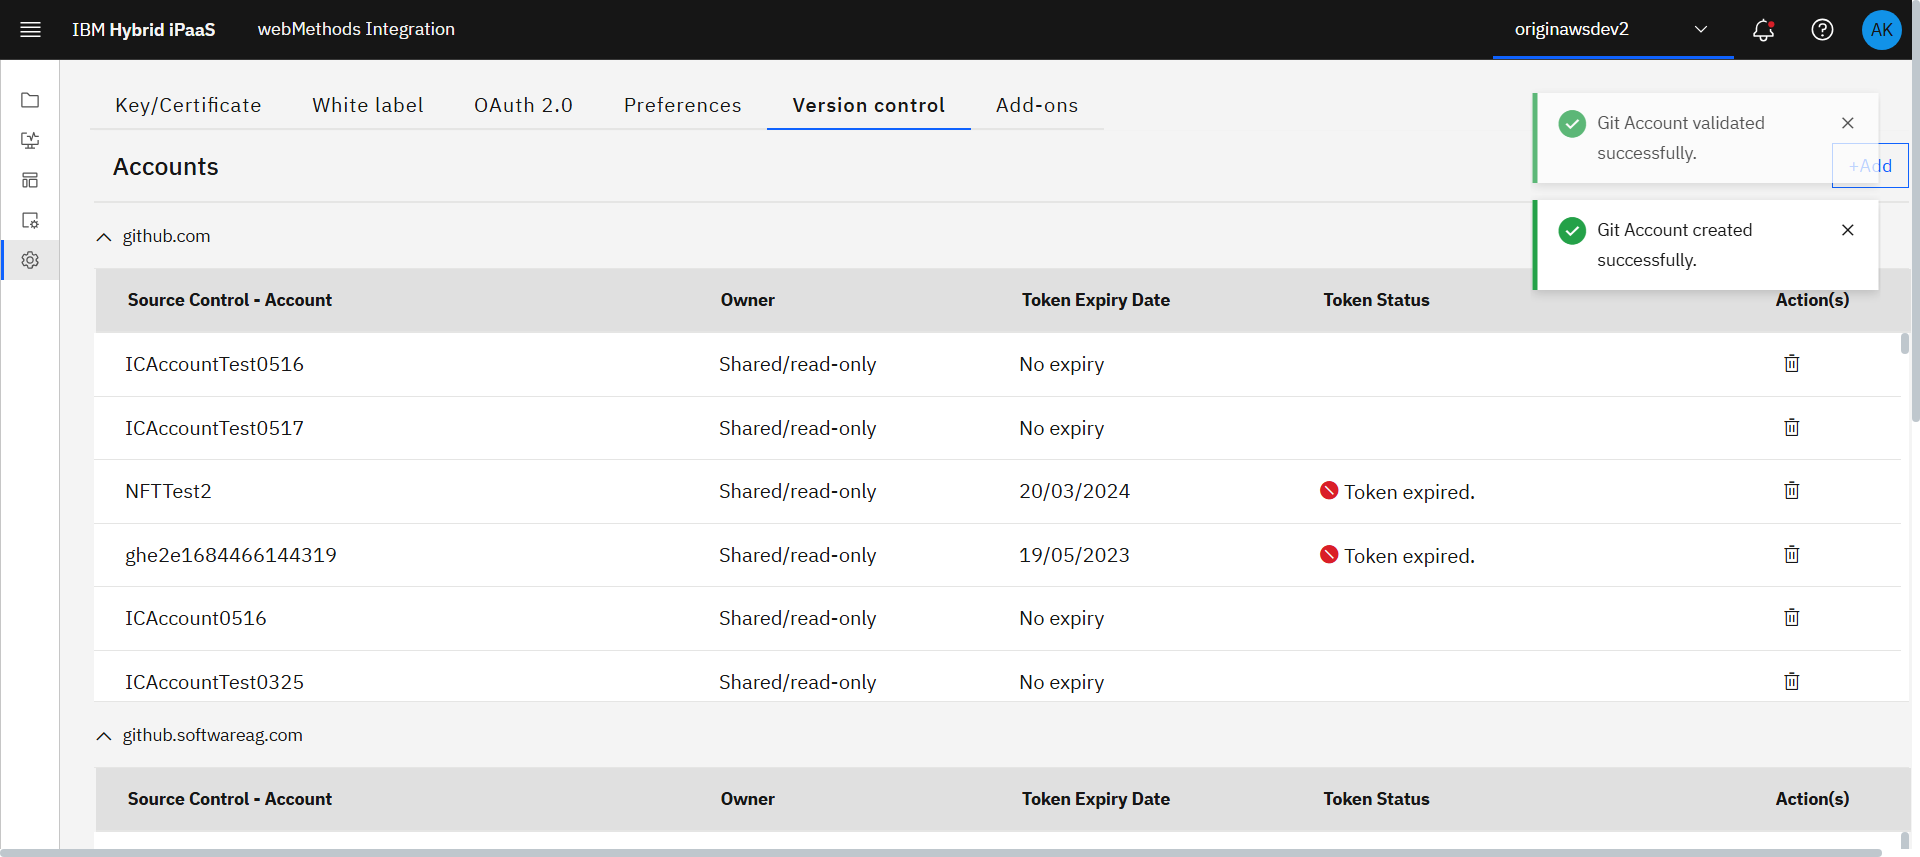 IBM Hybrid iPaaS webMethods Integration originawsdev2 AK
Key/Certificate White label OAuth 2.0 Preferences Version control Add-ons
Git Account validated
successfully.
Accounts
+Add
github.com
Git Account created
successfully.
Source Control - Account Owner Token Expiry Date Token Status Action(s)
ICAccountTest0516 Shared/read-only No expiry
ICAccountTest0517 Shared/read-only No expiry
NFTTest2 Shared/read-only 20/03/2024 Token expired.
ghe2e1684466144319 Shared/read-only 19/05/2023 Token expired.
ICAccount0516 Shared/read-only No expiry
ICAccountTest0325 Shared/read-only No expiry
github.softwareag.com
Source Control - Account Owner Token Expiry Date Token Status Action(s)